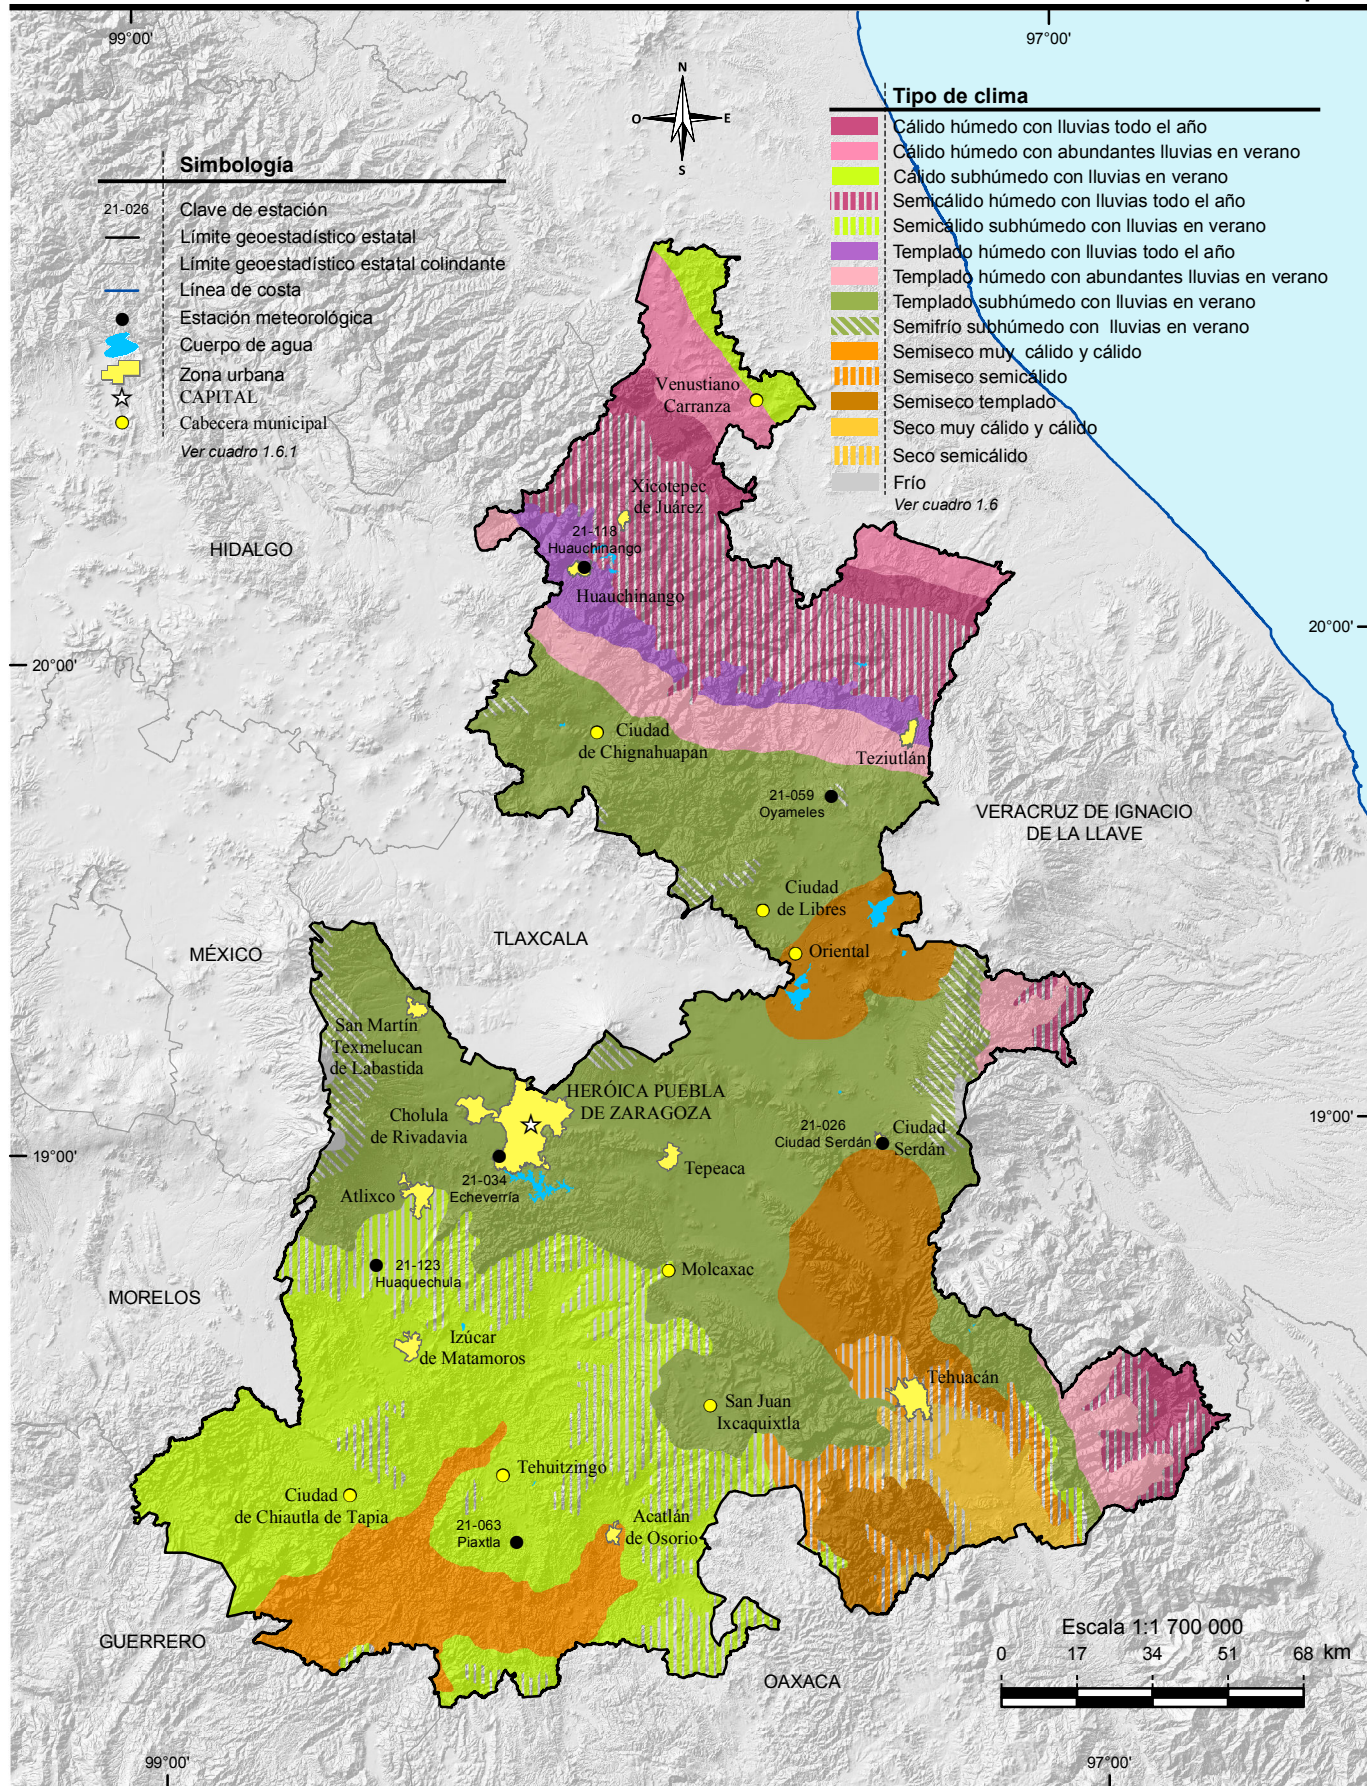 99°00'
97°00'
N
O
E
S
Tipo de clima
Cálido húmedo con lluvias todo el año
Cálido húmedo con abundantes lluvias en verano
Cálido subhúmedo con lluvias en verano
Semicálido húmedo con lluvias todo el año
Semicálido subhúmedo con lluvias en verano
Templado húmedo con lluvias todo el año
Templado húmedo con abundantes lluvias en verano
Templado subhúmedo con lluvias en verano
Semifrío subhúmedo con lluvias en verano
Semiseco muy cálido y cálido
Semiseco semicálido
Semiseco templado
Seco muy cálido y cálido
Seco semicálido
Frío
Ver cuadro 1.6
Simbología
21-026 Clave de estación
Límite geoestadístico estatal
Límite geoestadístico estatal colindante
Línea de costa
Estación meteorológica
Cuerpo de agua
Zona urbana
CAPITAL
Cabecera municipal
Ver cuadro 1.6.1
Venustiano
Carranza
Xicotepec
de Juárez
21-118
Huauchinango
Huauchinango
HIDALGO
20°00'
20°00'
Ciudad
de Chignahuapan
Teziutlán
21-059
Oyameles
VERACRUZ DE IGNACIO
DE LA LLAVE
Ciudad
de Libres
TLAXCALA
MÉXICO
Oriental
San Martín
Texmelucan
de Labastida
HERÓICA PUEBLA
DE ZARAGOZA
Cholula
de Rivadavia
21-026
Ciudad Serdán
Ciudad
Serdán
19°00'
19°00'
Tepeaca
21-034
Echeverría
Atlixco
21-123
Huaquechula
Molcaxac
MORELOS
Izúcar
de Matamoros
Tehuacán
San Juan
Ixcaquixtla
Tehuitzingo
Ciudad
de Chiautla de Tapia
21-063
Piaxtla
Acatlán
de Osorio
GUERRERO
OAXACA
Escala 1:1 700 000
0 17 34 51 68 km
99°00'
97°00'